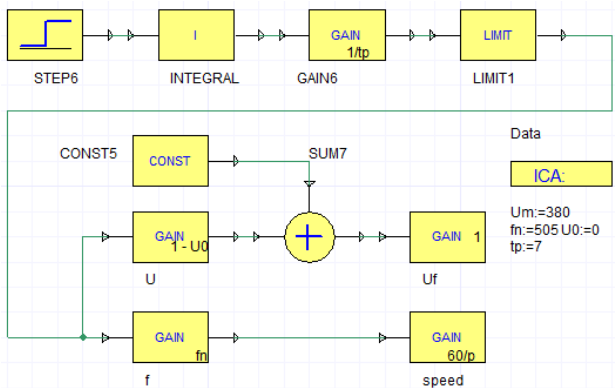 I
GAIN
1/tp
LIMIT
STEP6
INTEGRAL
GAIN6
LIMIT1
CONST5
CONST
SUM7
Data
ICA:
GAIN
1 - U0
GAIN
1
Um:=380
fn:=505 U0:=0
tp:=7
U
Uf
GAIN
fn
GAIN
60/p
f
speed